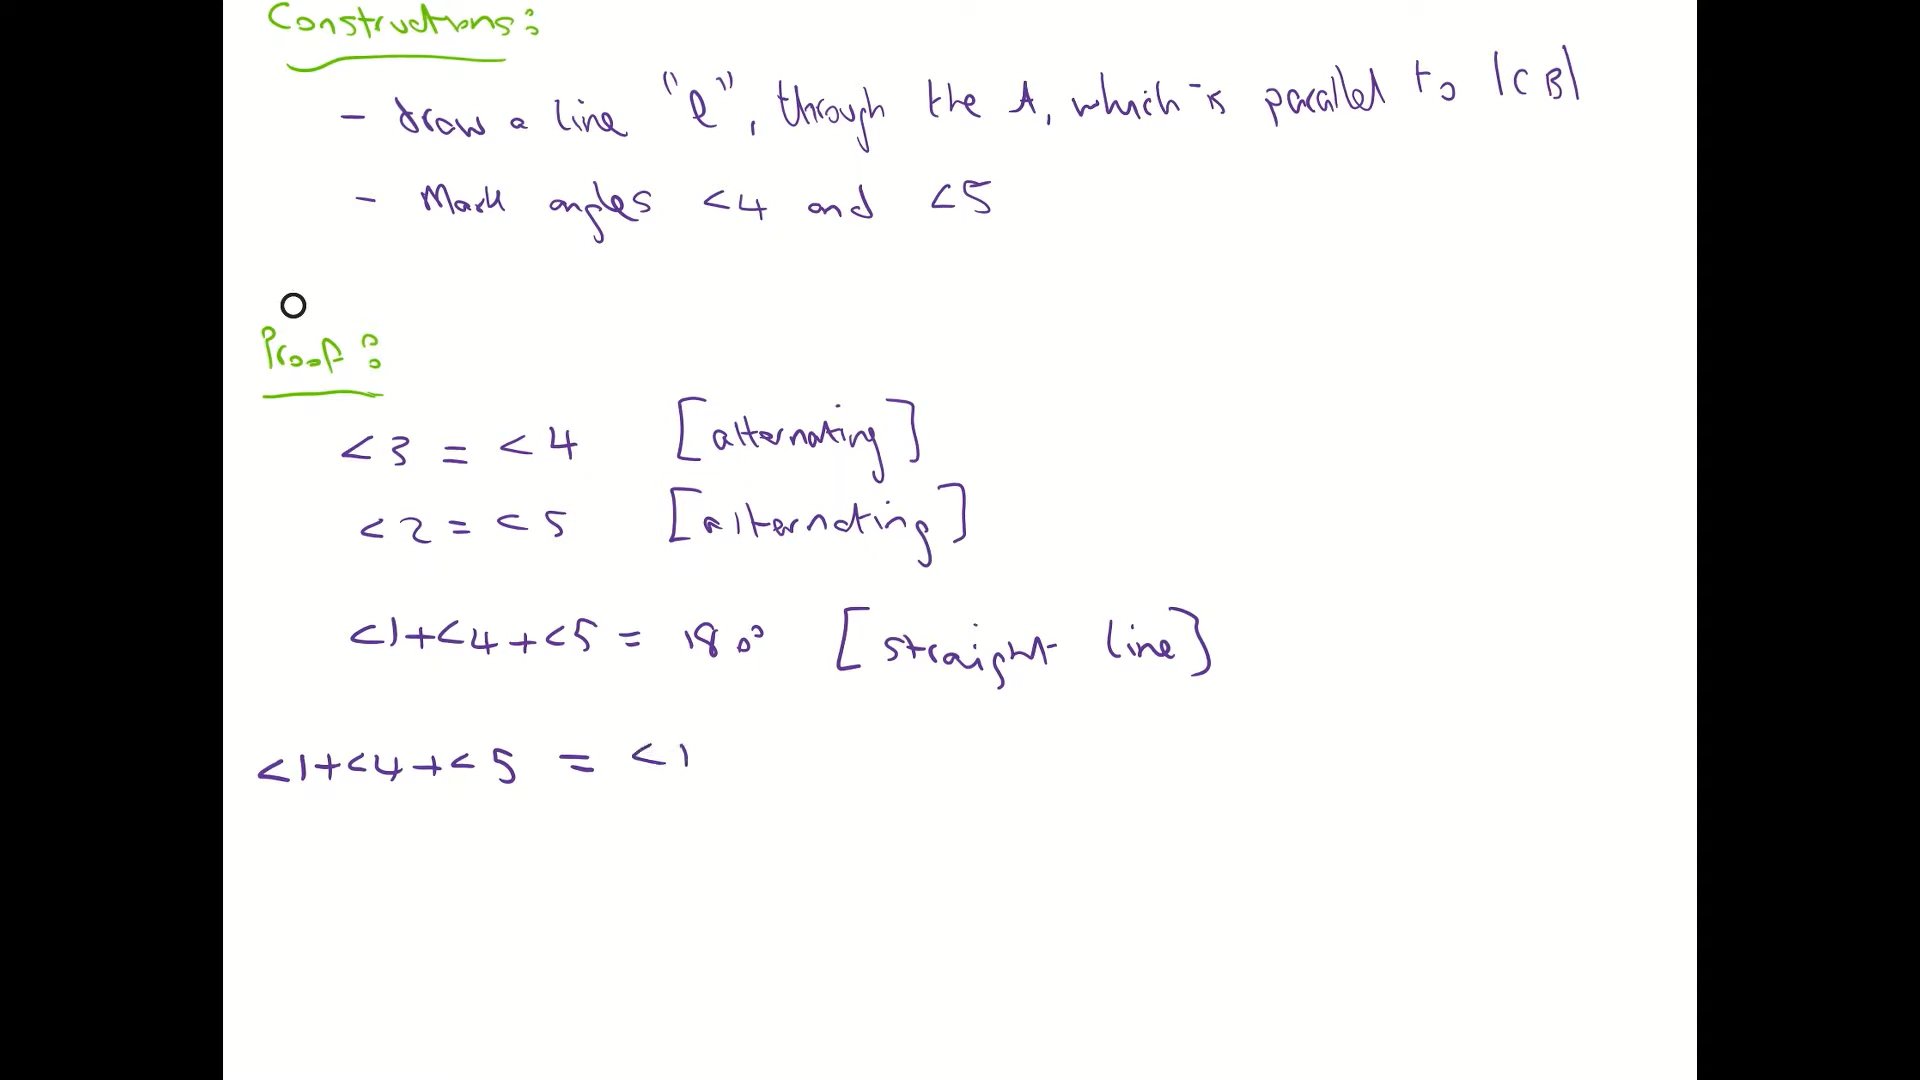 Constructions:
- draw a line "l", through the A, which is parallel to |CB|
- Mark angles <4 and <5
Proof:
<3 = <4 [alternating]
<2 = <5 [alternating]
<1+<4+<5 = 180° [straight line]
<1+<4+<5 = <1